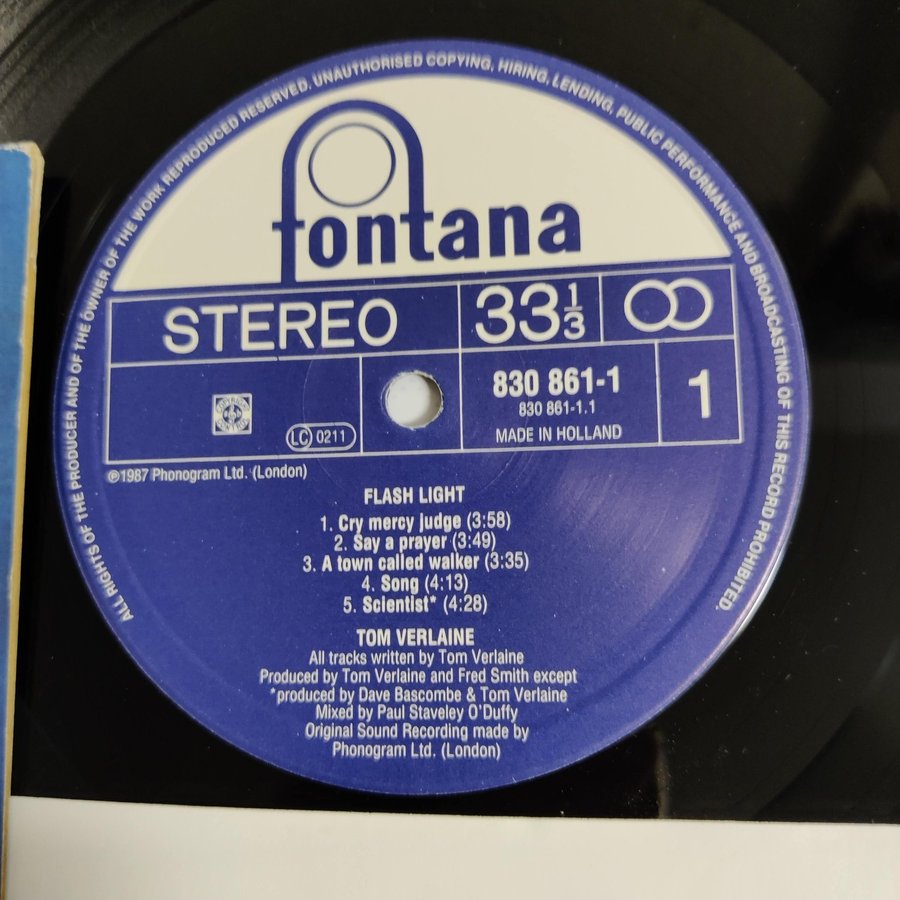 ALL RIGHTS OF THE PRODUCER AND OF THE OWNER OF THE WORK REPRODUCED RESERVED. UNAUTHORISED COPYING, HIRING, LENDING, PUBLIC PERFORMANCE AND BROADCASTING OF THIS RECORD PROHIBITED.
fontana
STEREO
33 1/3
830 861-1
830 861-1.1
MADE IN HOLLAND
1
LC 0211
℗1987 Phonogram Ltd. (London)
FLASH LIGHT
1. Cry mercy judge (3:58)
2. Say a prayer (3:49)
3. A town called walker (3:35)
4. Song (4:13)
5. Scientist* (4:28)
TOM VERLAINE
All tracks written by Tom Verlaine
Produced by Tom Verlaine and Fred Smith except
*produced by Dave Bascombe & Tom Verlaine
Mixed by Paul Staveley O'Duffy
Original Sound Recording made by
Phonogram Ltd. (London)